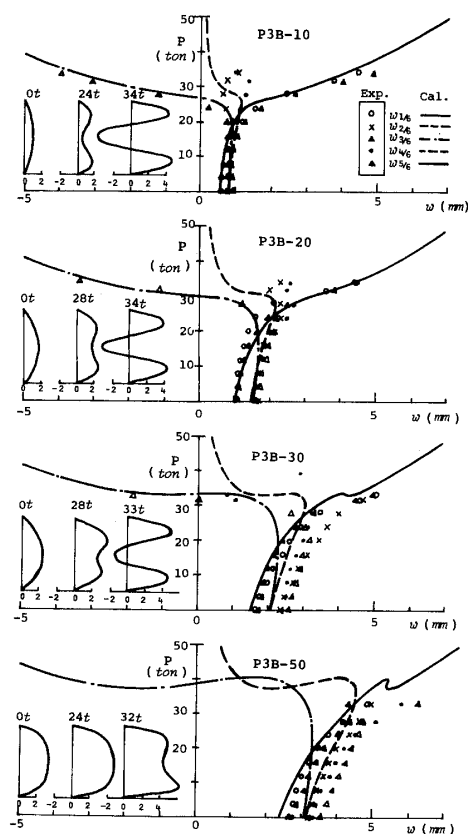 P
(ton)
P3B-10
50
40
30
20
10
0t 24t 34t
0 2 0 2 -2 0 2 4
-5 0 5 ω (mm)
Exp. Cal.
ω1/6
ω2/6
ω3/6
ω4/6
ω5/6
P
(ton)
P3B-20
50
40
30
20
10
0t 28t 34t
0 2 0 2 -2 0 2 4
-5 0 5 ω (mm)
P
(ton)
P3B-30
50
40
30
20
10
0t 28t 33t
0 2 0 2 -2 0 2 4
-5 0 5 ω (mm)
P
(ton)
P3B-50
50
40
30
20
10
0t 24t 32t
0 2 4 0 2 4 0 2 4
-5 0 5 ω (mm)